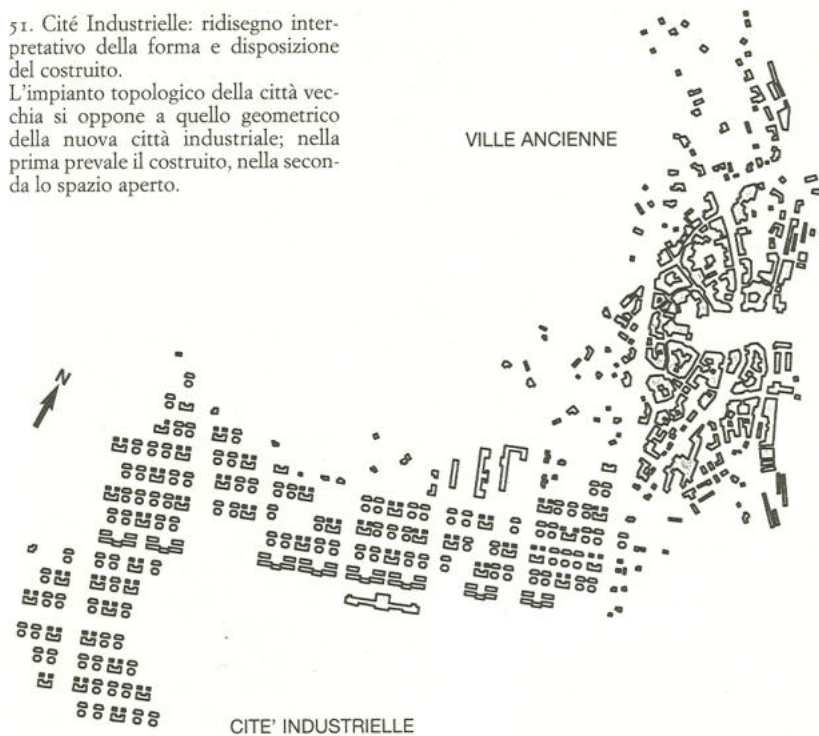 51. Cité Industrielle: ridisegno inter-
pretativo della forma e disposizione
del costruito.
L'impianto topologico della città vec-
chia si oppone a quello geometrico
della nuova città industriale; nella
prima prevale il costruito, nella secon-
da lo spazio aperto.
VILLE ANCIENNE
N
CITE' INDUSTRIELLE